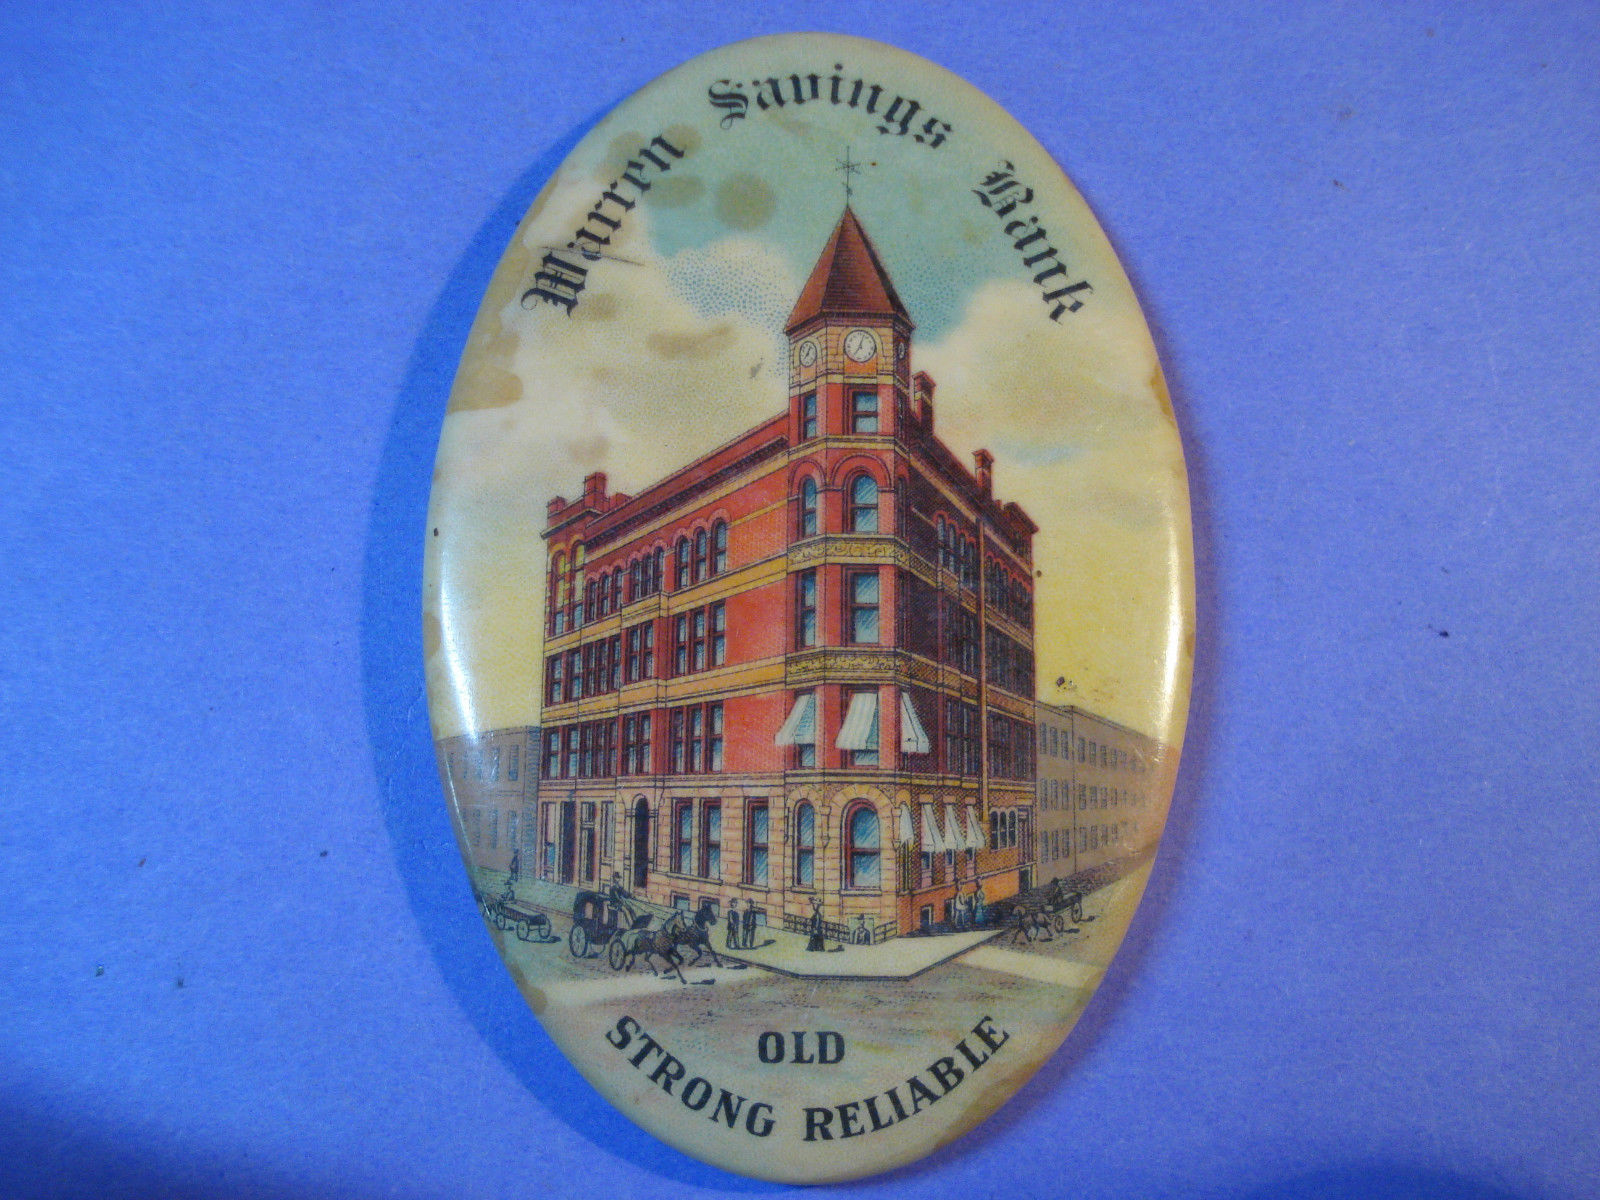 Warren Savings Bank
OLD
STRONG RELIABLE